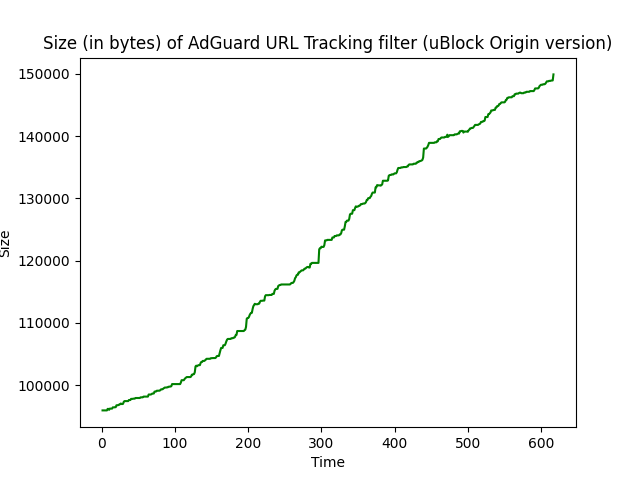 Size (in bytes) of AdGuard URL Tracking filter (uBlock Origin version)
150000
140000
130000
120000
110000
100000
Size
0 100 200 300 400 500 600
Time